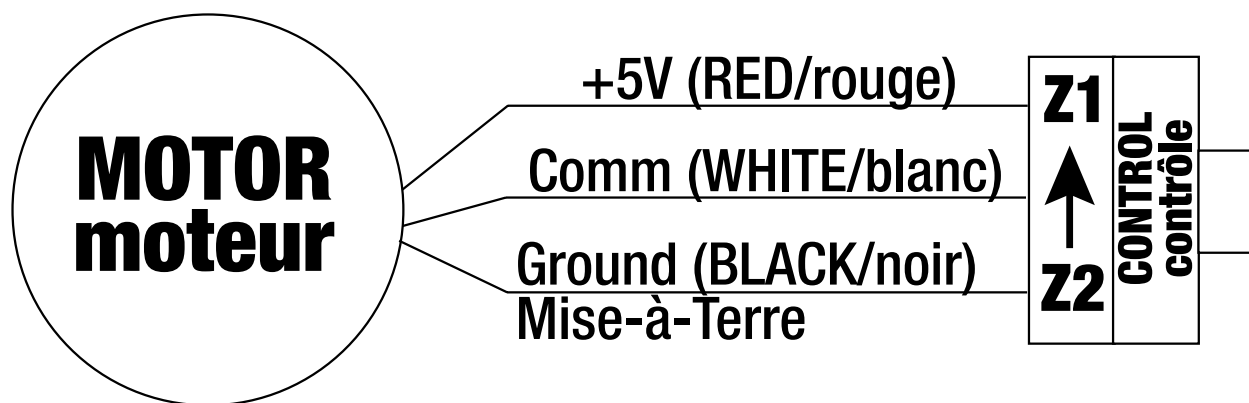 MOTOR
moteur
+5V (RED/rouge)
Comm (WHITE/blanc)
Ground (BLACK/noir)
Mise-à-Terre
Z1
Z2
CONTROL
contrôle